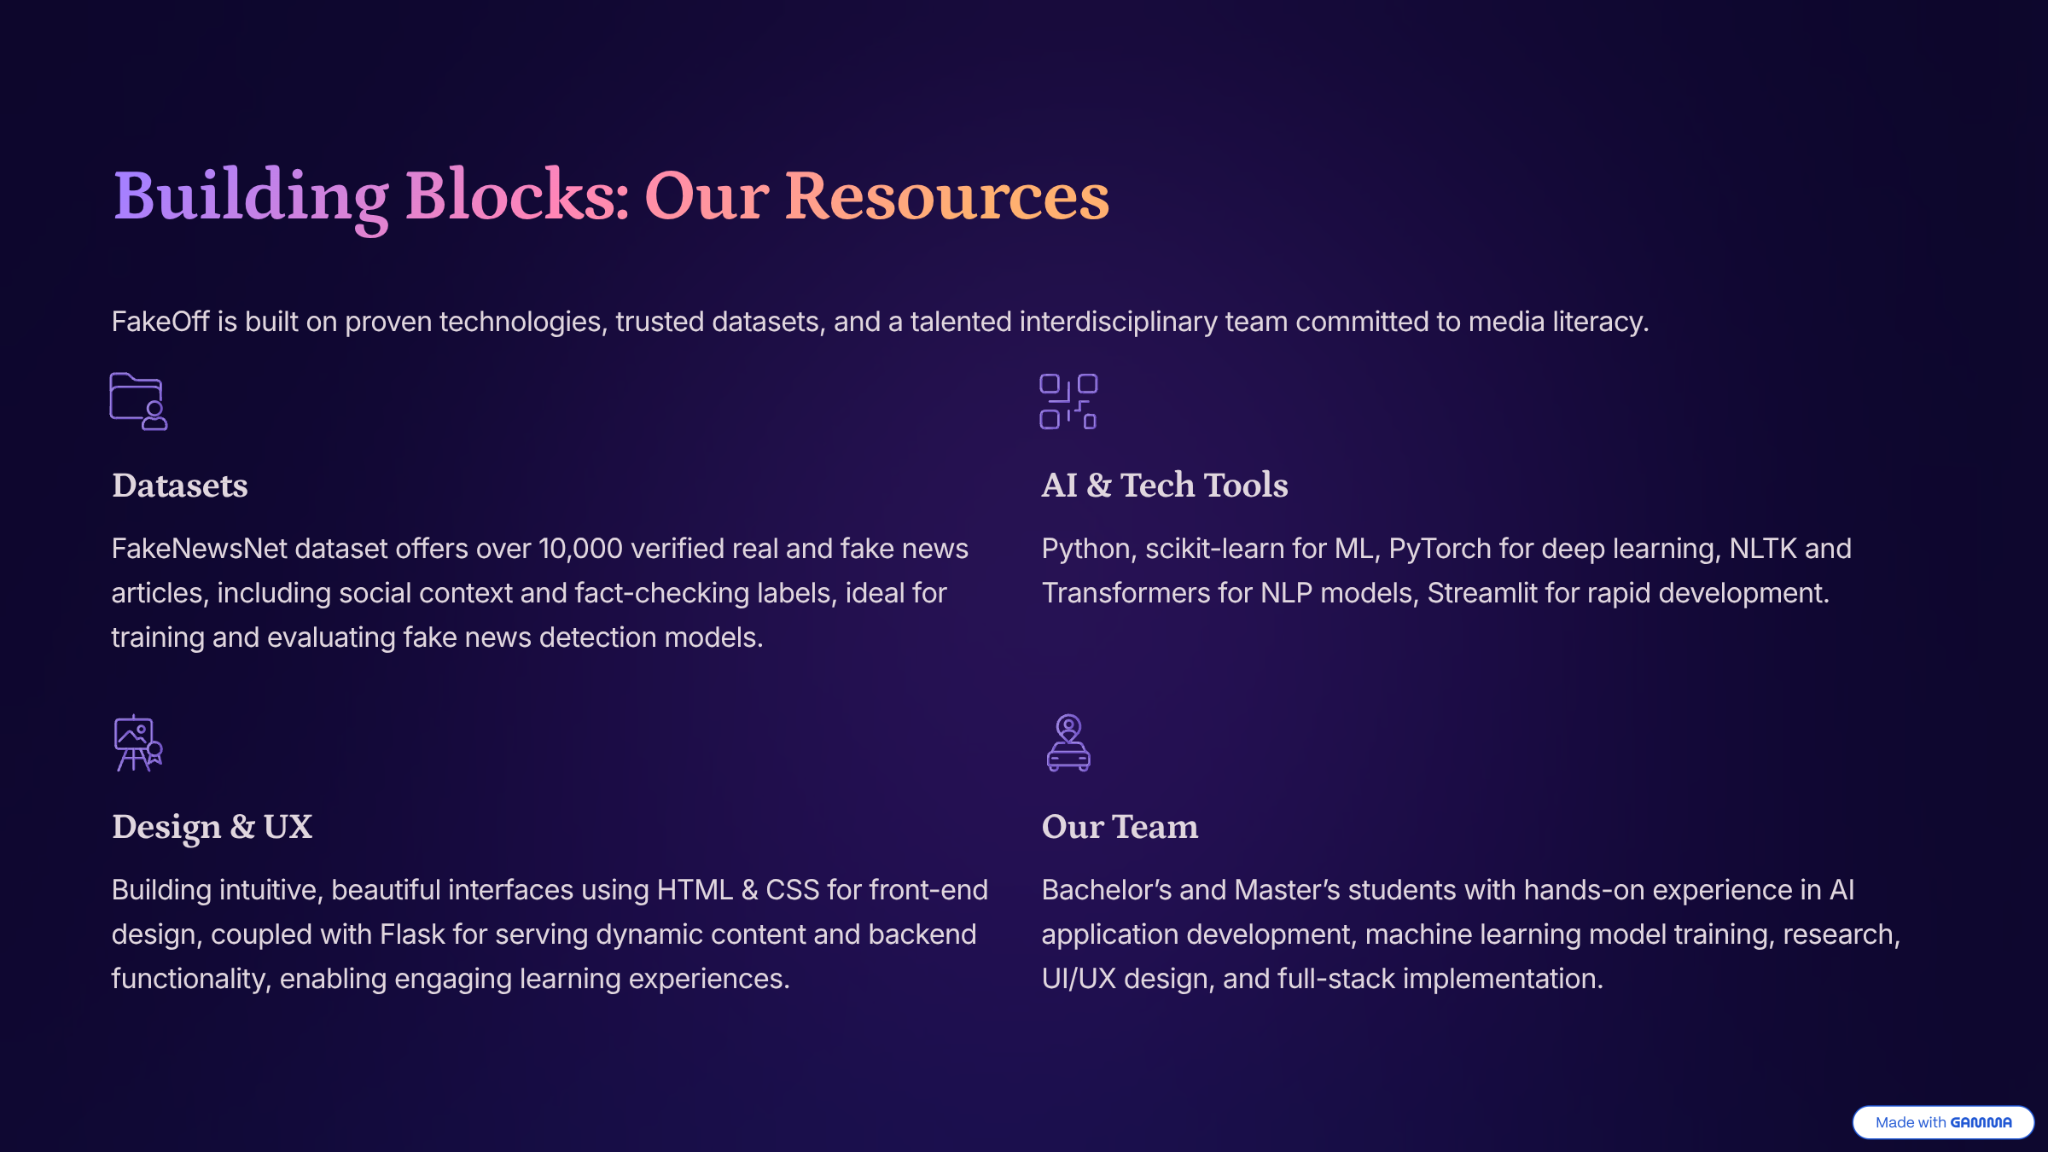 Building Blocks: Our Resources
FakeOff is built on proven technologies, trusted datasets, and a talented interdisciplinary team committed to media literacy.
Datasets
FakeNewsNet dataset offers over 10,000 verified real and fake news
articles, including social context and fact-checking labels, ideal for
training and evaluating fake news detection models.
AI & Tech Tools
Python, scikit-learn for ML, PyTorch for deep learning, NLTK and
Transformers for NLP models, Streamlit for rapid development.
Design & UX
Building intuitive, beautiful interfaces using HTML & CSS for front-end
design, coupled with Flask for serving dynamic content and backend
functionality, enabling engaging learning experiences.
Our Team
Bachelor’s and Master’s students with hands-on experience in AI
application development, machine learning model training, research,
UI/UX design, and full-stack implementation.
Made with GAMMA